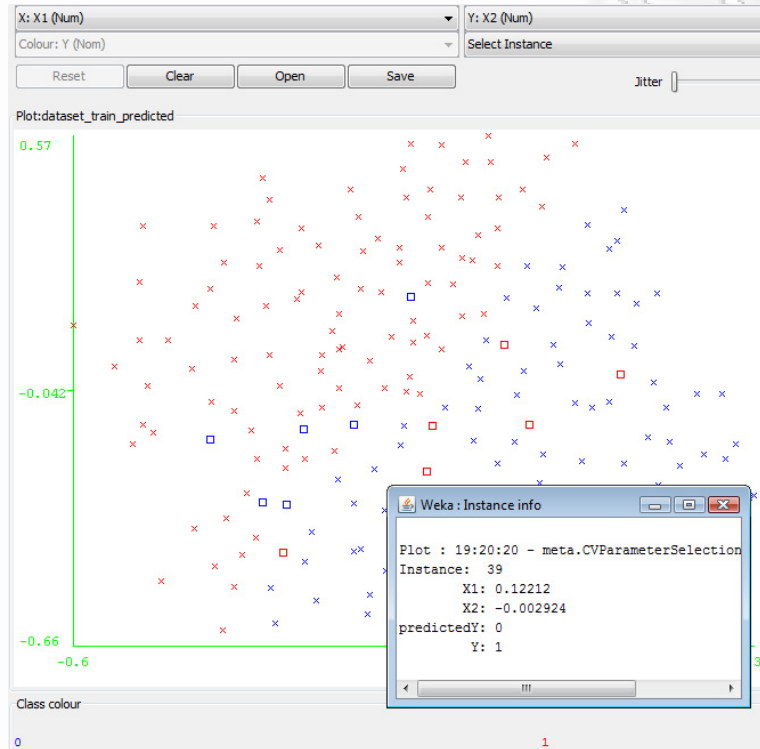 X: X1 (Num)
Y: X2 (Num)
Colour: Y (Nom)
Select Instance
Reset
Clear
Open
Save
Jitter
Plot:dataset_train_predicted
0.57
-0.042
-0.66
-0.6
3
Weka : Instance info
Plot : 19:20:20 - meta.CVParameterSelection
Instance: 39
X1: 0.12212
X2: -0.002924
predictedY: 0
Y: 1
Class colour
0
1